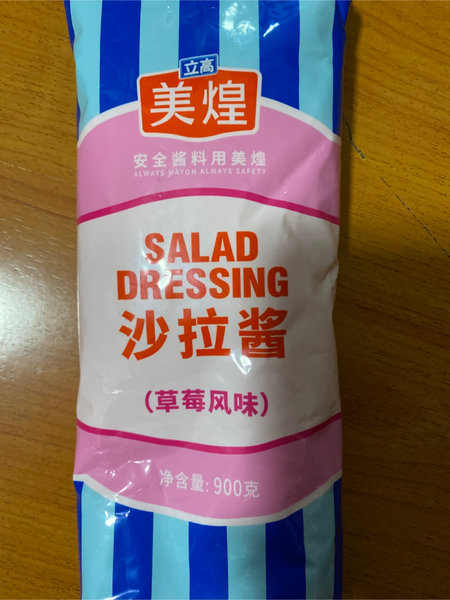 立高
美煌
安全酱料用美煌
ALWAYS MAYON ALWAYS SAFETY
SALAD
DRESSING
沙拉酱
(草莓风味)
净含量: 900克